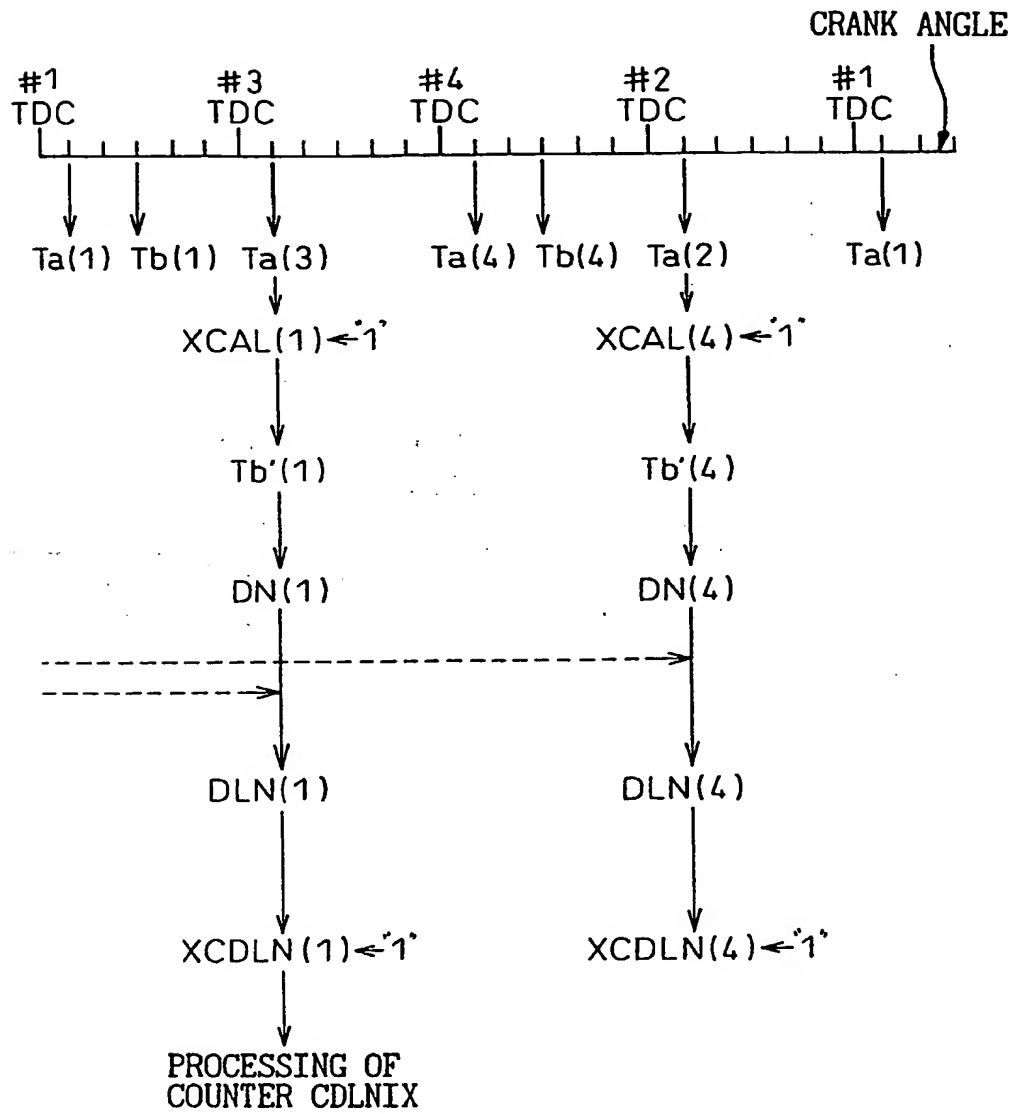 CRANK ANGLE
#1 #3 #4 #2 #1
TDC TDC TDC TDC TDC
Ta(1) Tb(1) Ta(3) Ta(4) Tb(4) Ta(2) Ta(1)
XCAL(1)←"1" XCAL(4)←"1"
Tb'(1) Tb'(4)
DN(1) DN(4)
DLN(1) DLN(4)
XCDLN(1)←"1" XCDLN(4)←"1"
PROCESSING OF
COUNTER CDLNIX